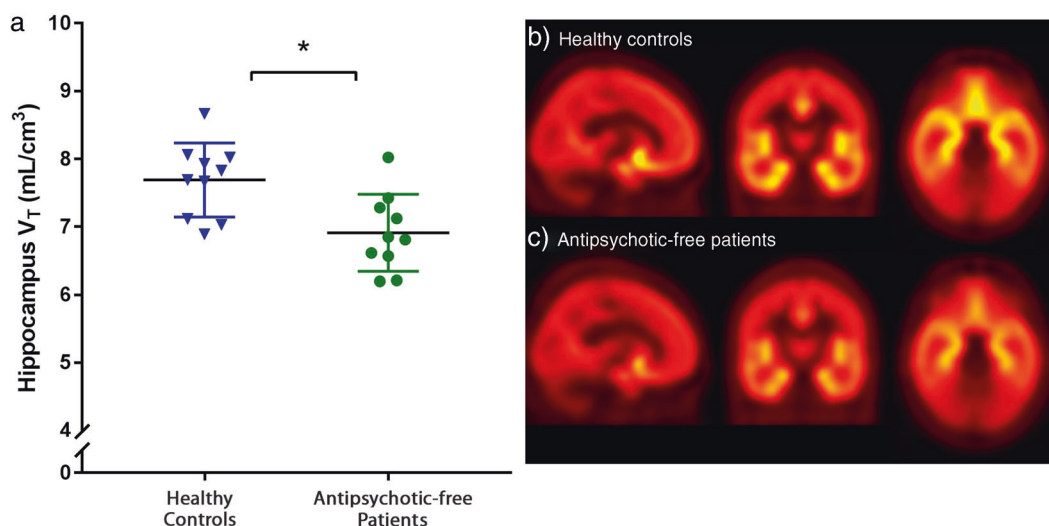 a
10
9
8
7
6
5
4
0
Hippocampus V_T (mL/cm³)
*
Healthy
Controls
Antipsychotic-free
Patients
b) Healthy controls
c) Antipsychotic-free patients